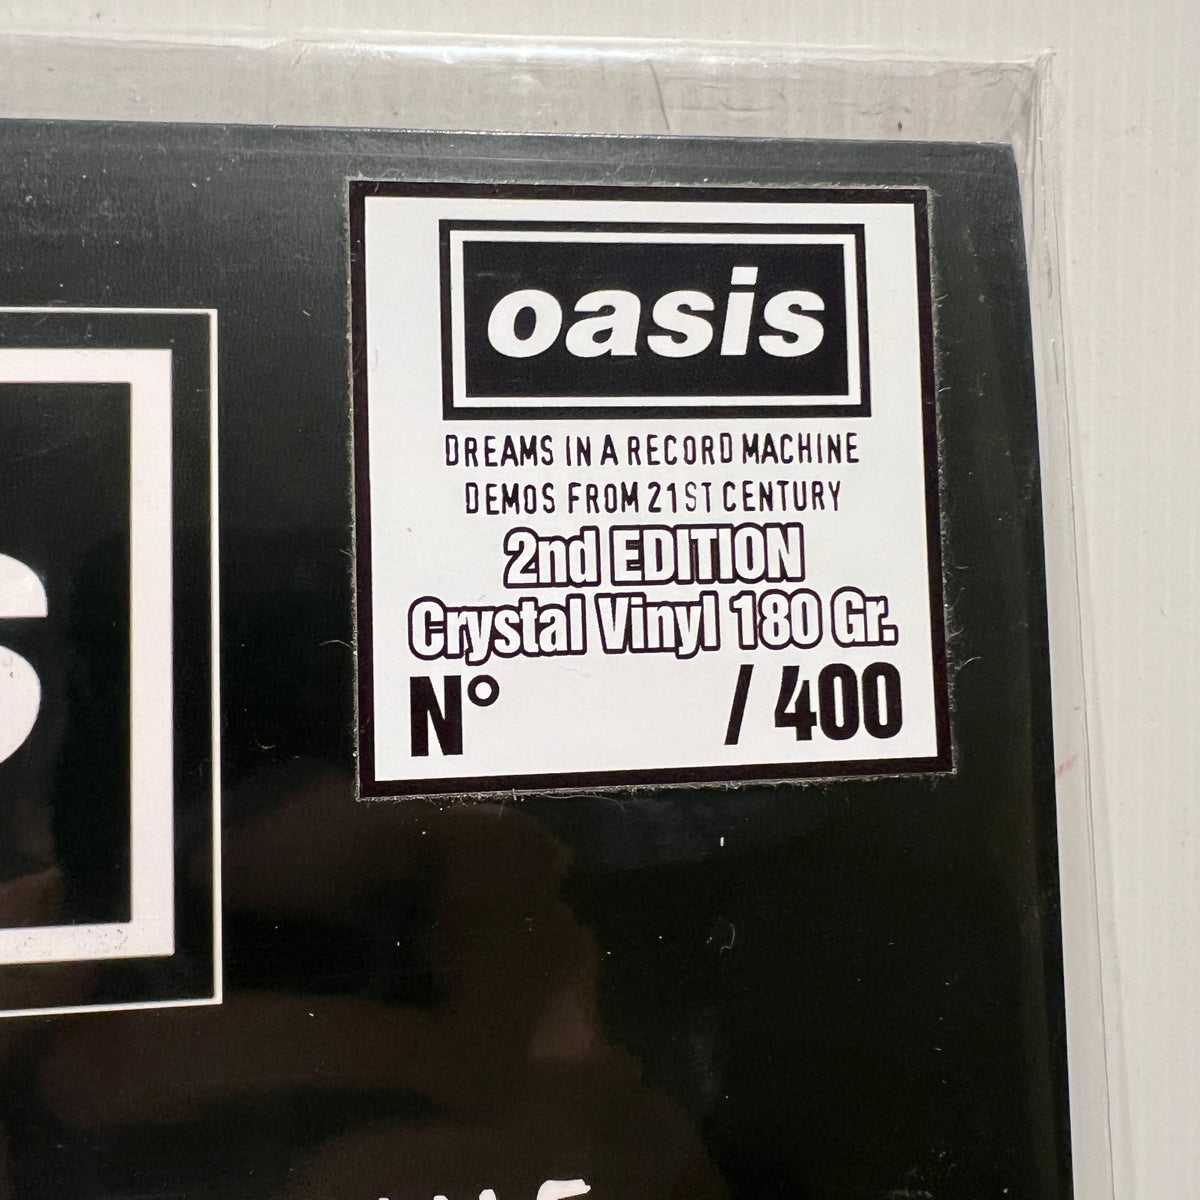 oasis
DREAMS IN A RECORD MACHINE
DEMOS FROM 21ST CENTURY
2nd EDITION
Crystal Vinyl 180 Gr.
N° / 400